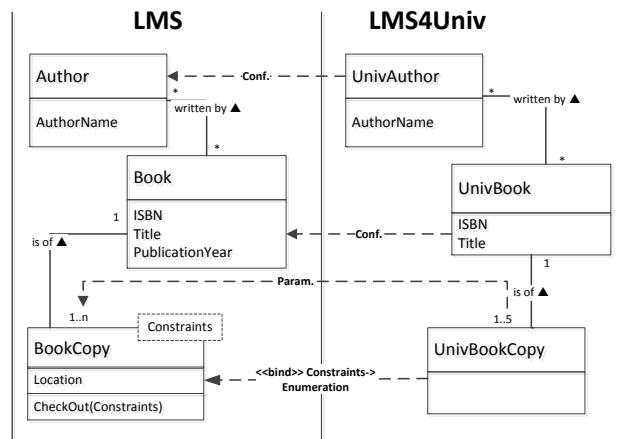 LMS
LMS4Univ
Author
Conf.
UnivAuthor
*
written by ▲
*
written by ▲
AuthorName
AuthorName
*
*
Book
UnivBook
ISBN
Title
PublicationYear
ISBN
Title
1
is of ▲
Conf.
1
Param.
is of ▲
1..n
Constraints
1..5
BookCopy
UnivBookCopy
Location
<<bind>> Constraints->
Enumeration
CheckOut(Constraints)